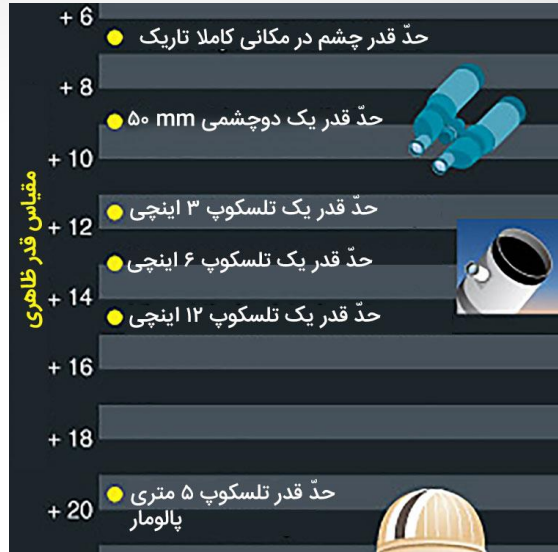 + 6
حدّ قدر چشم در مکانی کاملا تاریک
+ 8
حدّ قدر یک دوچشمی ۵۰ mm
+ 10
مقیاس قدر ظاهری
حدّ قدر یک تلسکوپ ۳ اینچی
+ 12
حدّ قدر یک تلسکوپ ۶ اینچی
+ 14
حدّ قدر یک تلسکوپ ۱۲ اینچی
+ 16
+ 18
حدّ قدر تلسکوپ ۵ متری
پالومار
+ 20